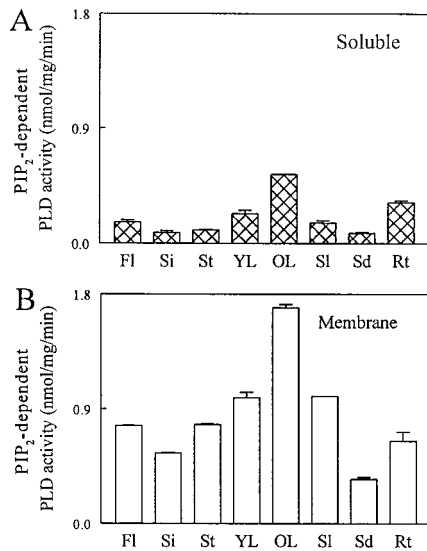 A
PIP₂-dependent
PLD activity (nmol/mg/min)
1.8
0.9
0.0
Soluble
Fl Si St YL OL Sl Sd Rt
B
PIP₂-dependent
PLD activity (nmol/mg/min)
1.8
0.9
0.0
Membrane
Fl Si St YL OL Sl Sd Rt